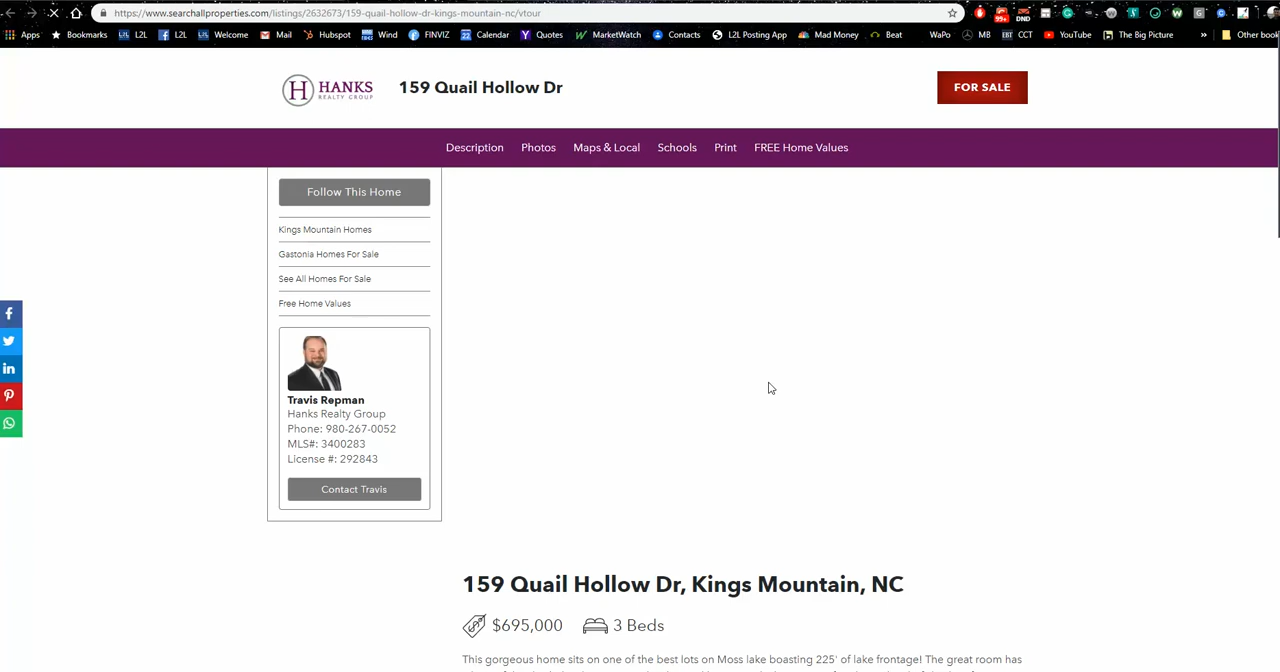 https://www.searchallproperties.com/listings/2632673/159-quail-hollow-dr-kings-mountain-nc/vtour
99+
DND
Apps Bookmarks L2L L2L Welcome Mail Hubspot Wind FINVIZ Calendar Quotes MarketWatch Contacts L2L Posting App Mad Money Beat WaPo MB CCT YouTube The Big Picture » Other book
H HANKS
REALTY GROUP
159 Quail Hollow Dr
FOR SALE
Description Photos Maps & Local Schools Print FREE Home Values
Follow This Home
Kings Mountain Homes
Gastonia Homes For Sale
See All Homes For Sale
Free Home Values
Travis Repman
Hanks Realty Group
Phone: 980-267-0052
MLS#: 3400283
License #: 292843
Contact Travis
159 Quail Hollow Dr, Kings Mountain, NC
$695,000 3 Beds
This gorgeous home sits on one of the best lots on Moss lake boasting 225' of lake frontage! The great room has